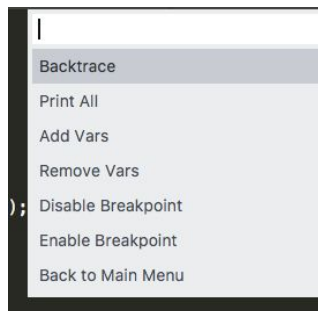 Backtrace
Print All
Add Vars
Remove Vars
); Disable Breakpoint
Enable Breakpoint
Back to Main Menu